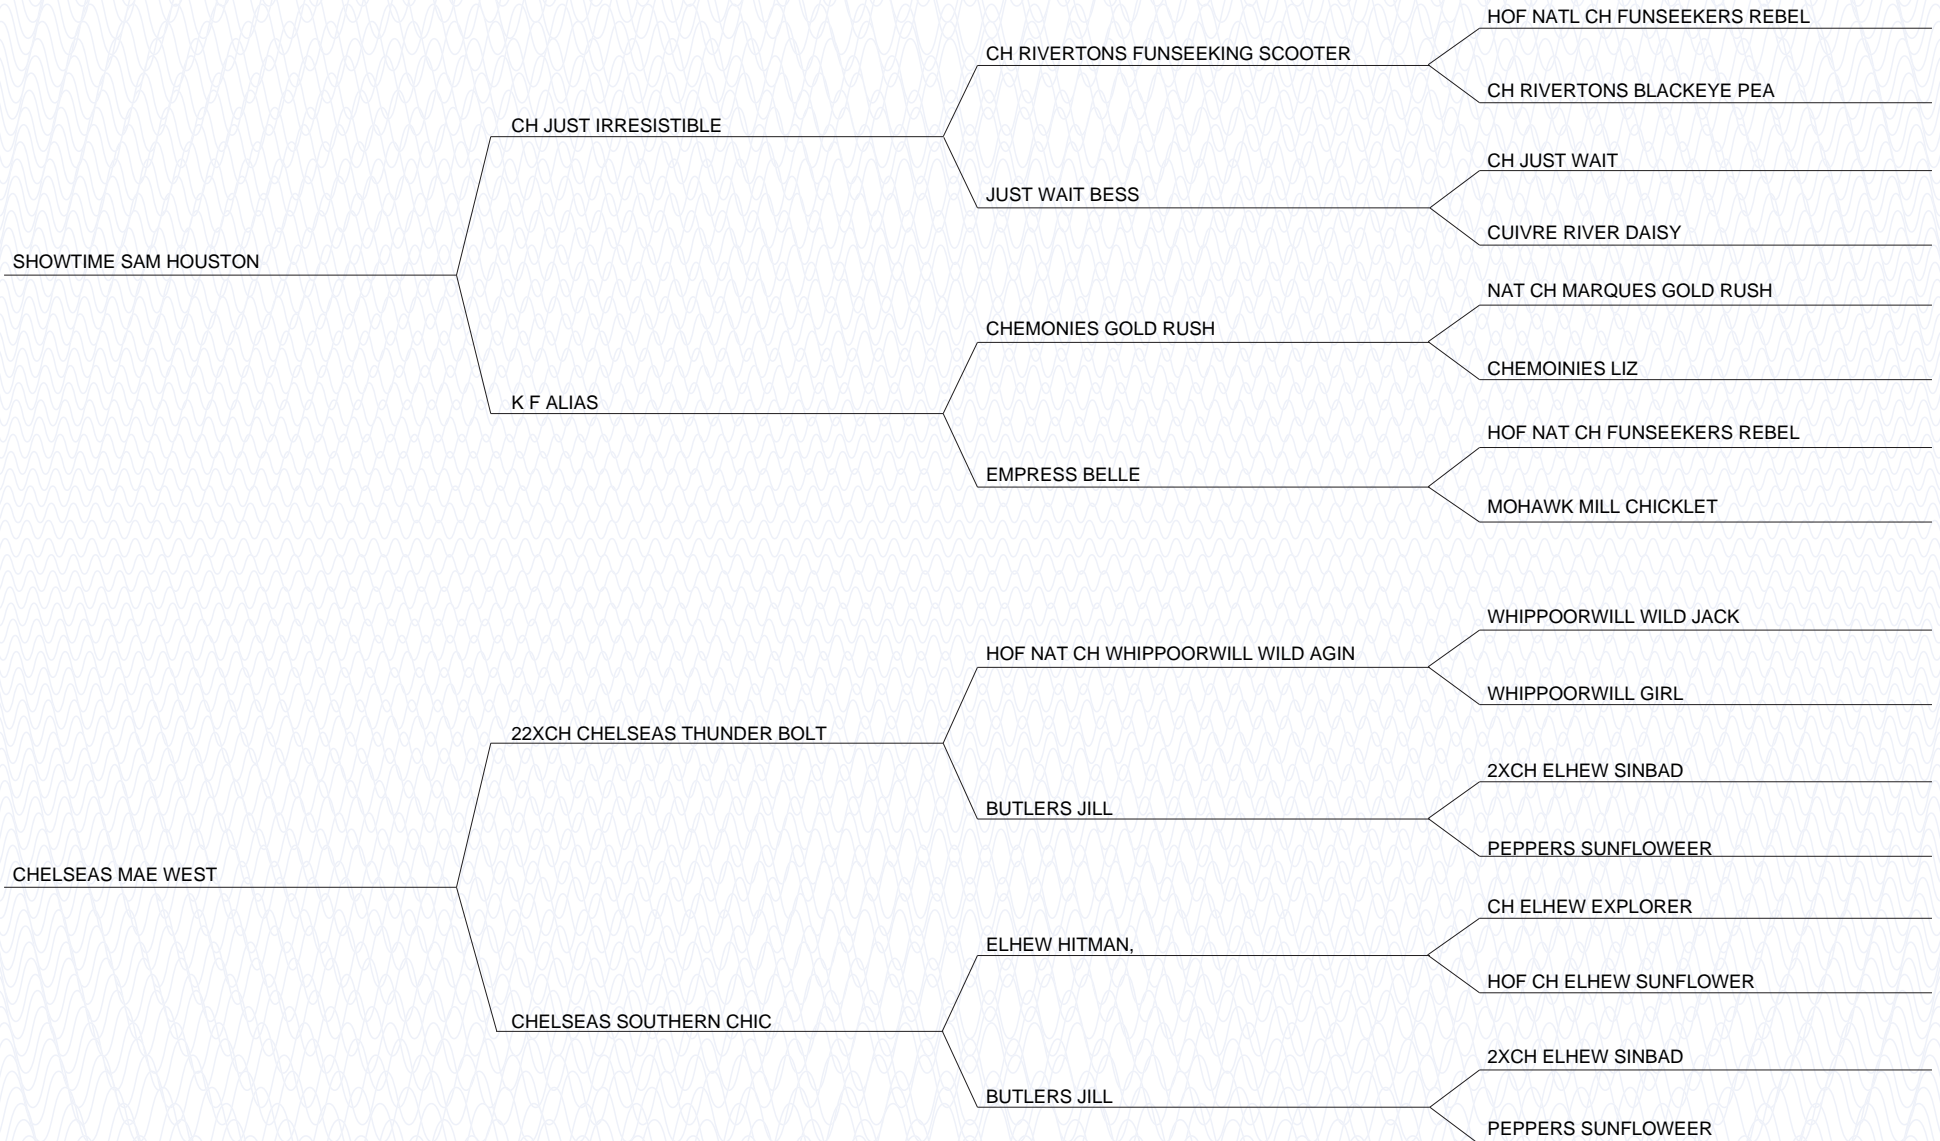 HOF NATL CH FUNSEEKERS REBEL
CH RIVERTONS FUNSEEKING SCOOTER
CH RIVERTONS BLACKEYE PEA
CH JUST IRRESISTIBLE
CH JUST WAIT
JUST WAIT BESS
CUIVRE RIVER DAISY
SHOWTIME SAM HOUSTON
NAT CH MARQUES GOLD RUSH
CHEMONIES GOLD RUSH
CHEMOINIES LIZ
K F ALIAS
HOF NAT CH FUNSEEKERS REBEL
EMPRESS BELLE
MOHAWK MILL CHICKLET
WHIPPOORWILL WILD JACK
HOF NAT CH WHIPPOORWILL WILD AGIN
WHIPPOORWILL GIRL
22XCH CHELSEAS THUNDER BOLT
2XCH ELHEW SINBAD
BUTLERS JILL
PEPPERS SUNFLOWEER
CHELSEAS MAE WEST
CH ELHEW EXPLORER
ELHEW HITMAN,
HOF CH ELHEW SUNFLOWER
CHELSEAS SOUTHERN CHIC
2XCH ELHEW SINBAD
BUTLERS JILL
PEPPERS SUNFLOWEER